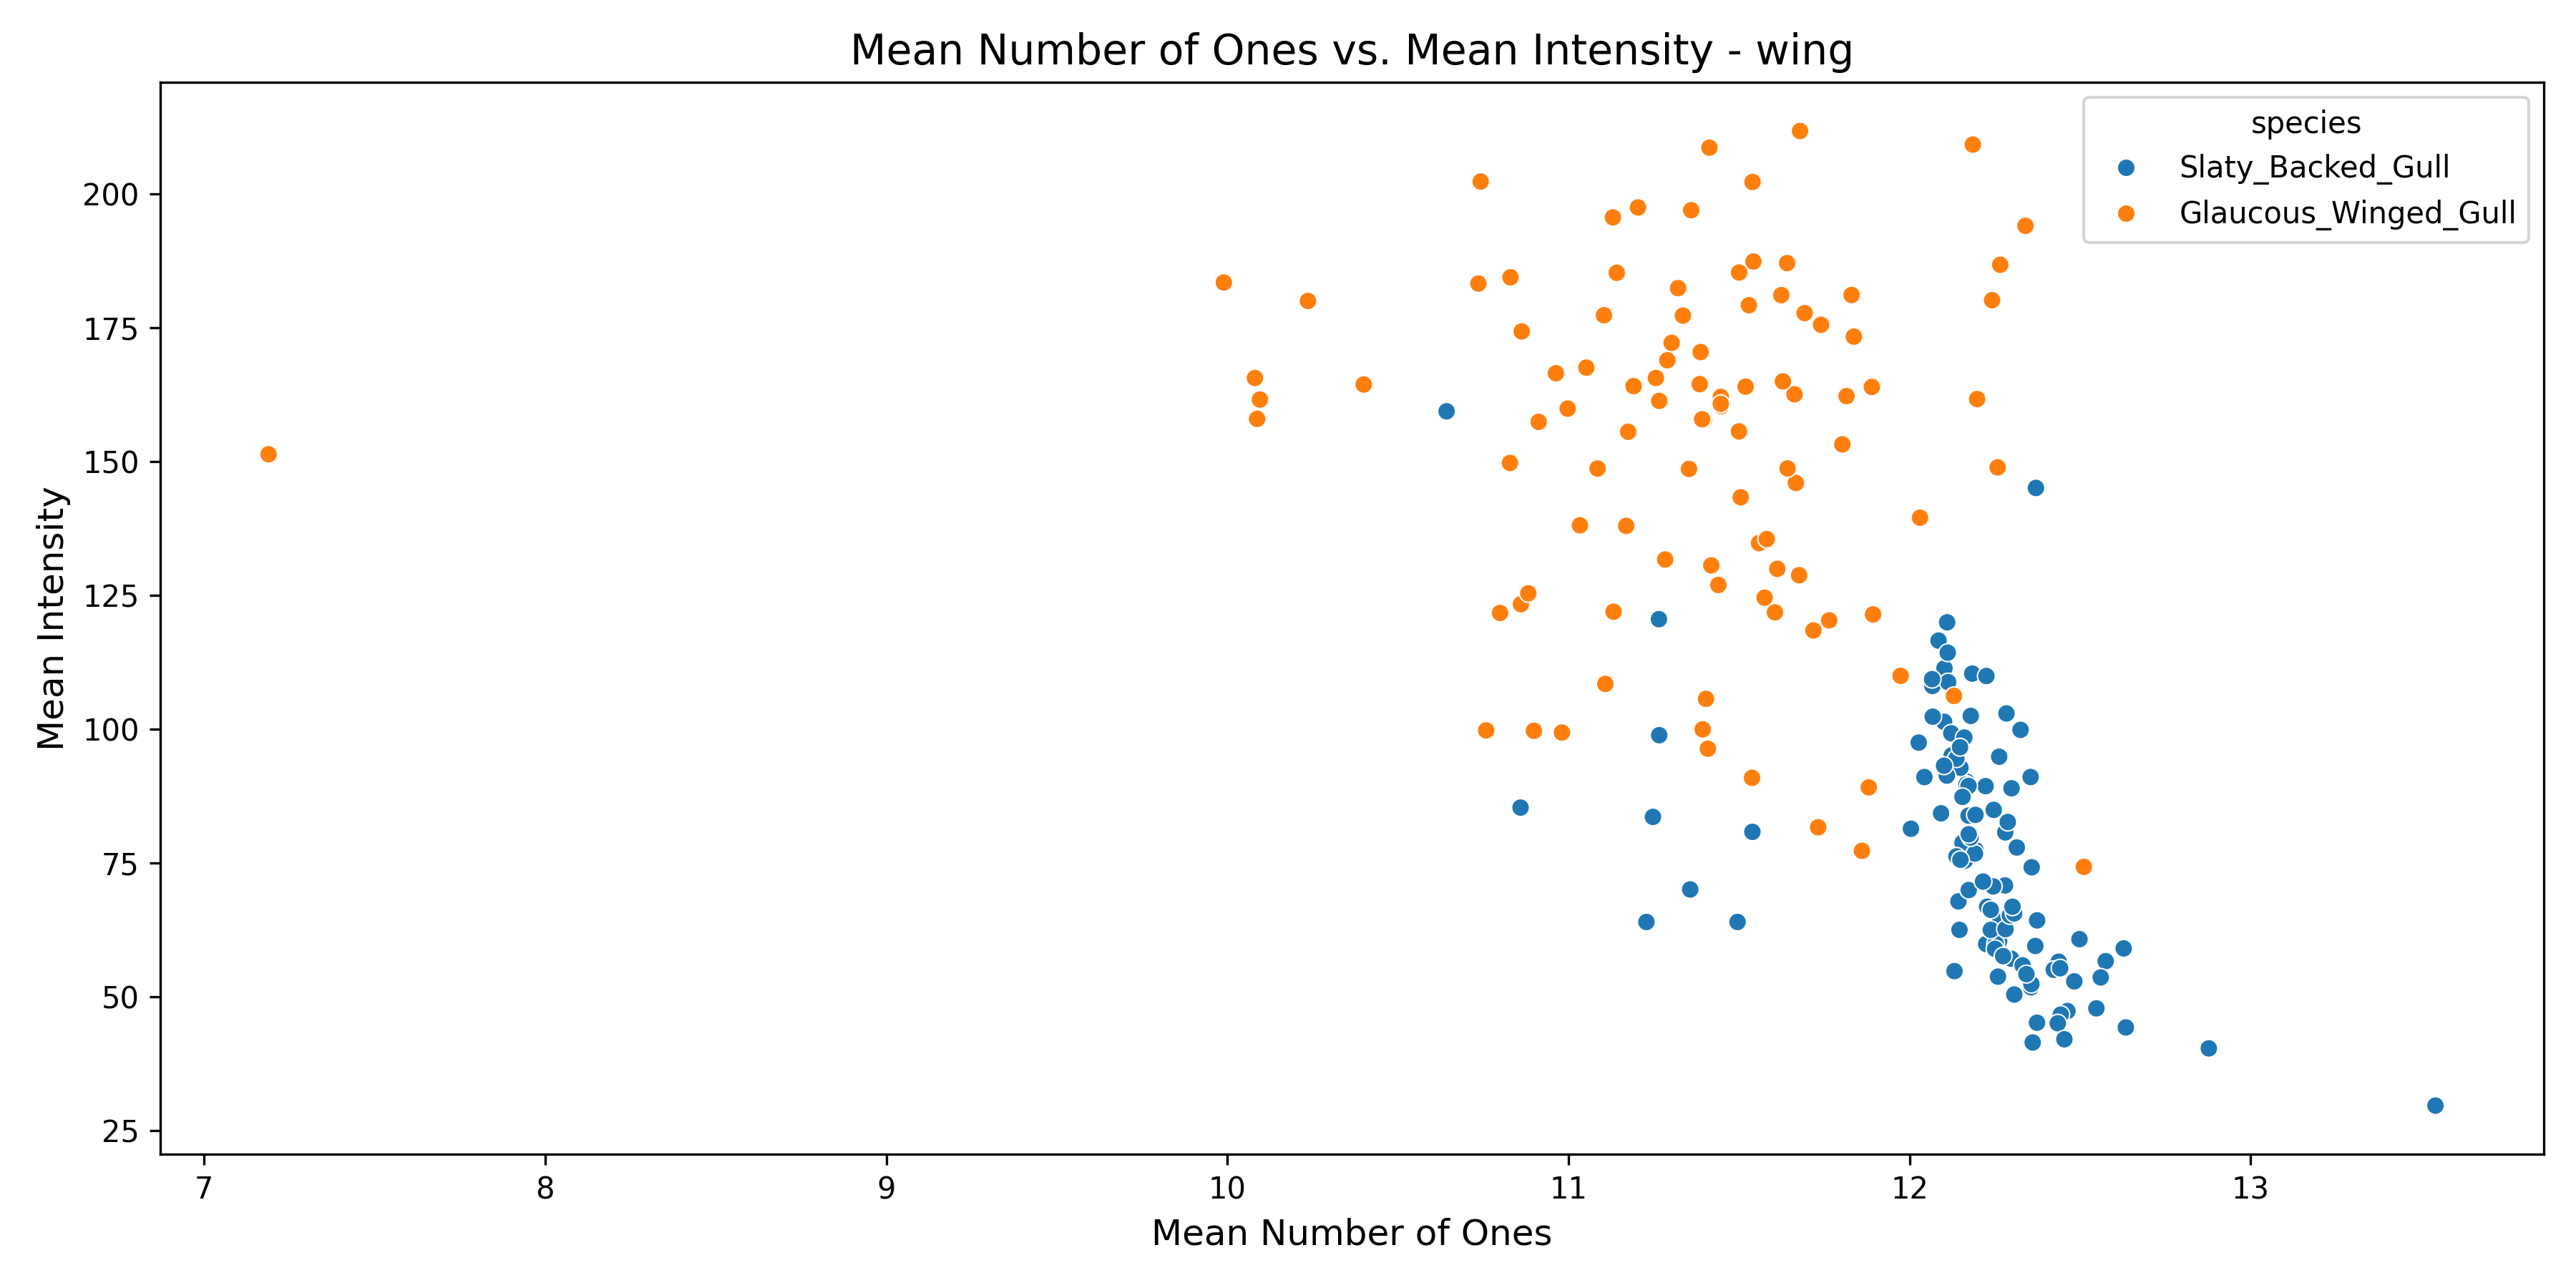 Mean Number of Ones vs. Mean Intensity - wing
species
Slaty_Backed_Gull
Glaucous_Winged_Gull
Mean Intensity
200
175
150
125
100
75
50
25
7 8 9 10 11 12 13
Mean Number of Ones